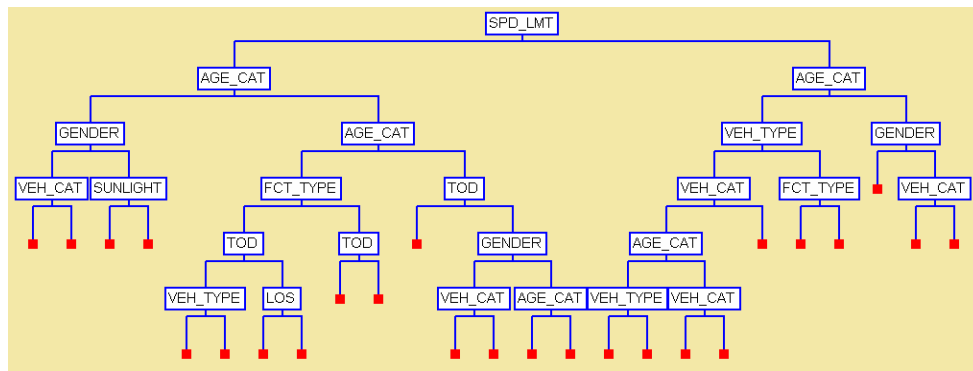 SPD_LMT
AGE_CAT AGE_CAT
GENDER AGE_CAT VEH_TYPE GENDER
VEH_CAT SUNLIGHT FCT_TYPE TOD VEH_CAT FCT_TYPE VEH_CAT
TOD TOD GENDER AGE_CAT
VEH_TYPE LOS VEH_CAT AGE_CAT VEH_TYPE VEH_CAT